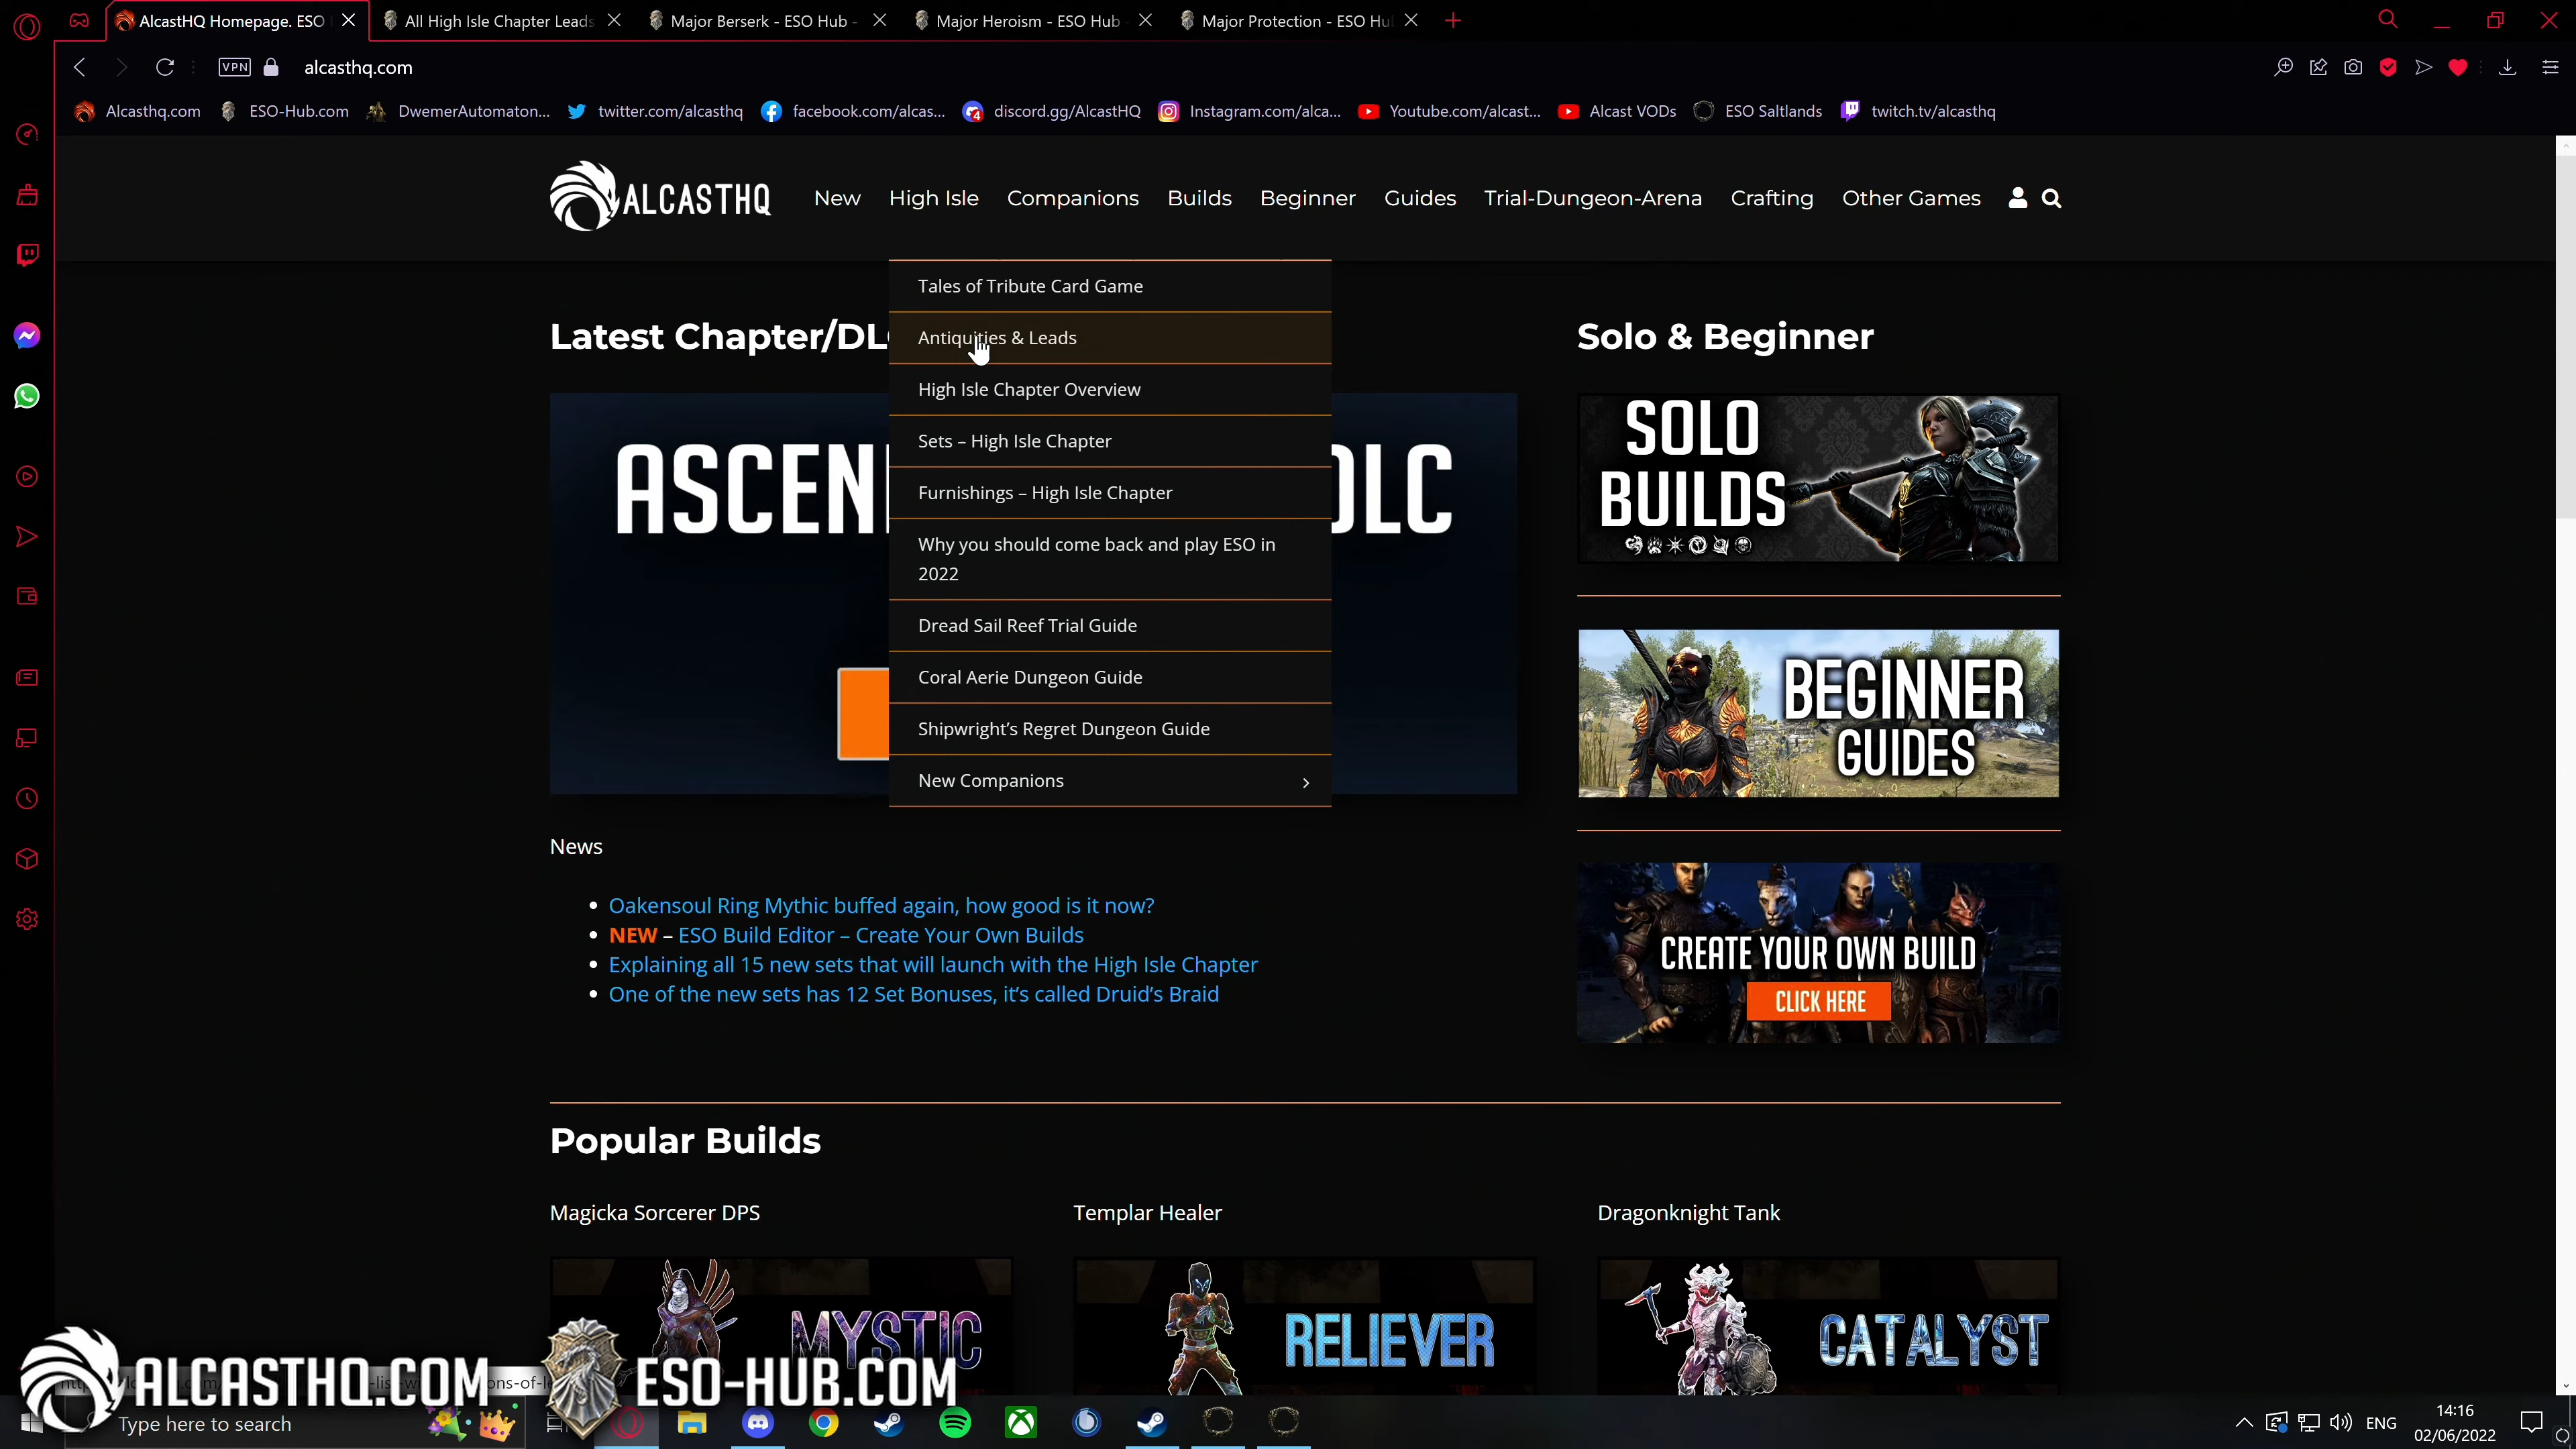 AlcastHQ Homepage. ESO
All High Isle Chapter Leads
Major Berserk - ESO Hub -
Major Heroism - ESO Hub
Major Protection - ESO Hu
VPN
alcasthq.com
Alcasthq.com
ESO-Hub.com
DwemerAutomaton...
twitter.com/alcasthq
facebook.com/alcas...
4
discord.gg/AlcastHQ
Instagram.com/alca...
Youtube.com/alcast...
Alcast VODs
ESO Saltlands
twitch.tv/alcasthq
ALCASTHQ
New
High Isle
Companions
Builds
Beginner
Guides
Trial-Dungeon-Arena
Crafting
Other Games
Tales of Tribute Card Game
Antiquities & Leads
High Isle Chapter Overview
Sets – High Isle Chapter
Furnishings – High Isle Chapter
Why you should come back and play ESO in
2022
Dread Sail Reef Trial Guide
Coral Aerie Dungeon Guide
Shipwright's Regret Dungeon Guide
New Companions
Latest Chapter/DL
ASCEN
DLC
News
Oakensoul Ring Mythic buffed again, how good is it now?
NEW – ESO Build Editor – Create Your Own Builds
Explaining all 15 new sets that will launch with the High Isle Chapter
One of the new sets has 12 Set Bonuses, it's called Druid's Braid
Solo & Beginner
SOLO
BUILDS
BEGINNER
GUIDES
CREATE YOUR OWN BUILD
CLICK HERE
Popular Builds
Magicka Sorcerer DPS
Templar Healer
Dragonknight Tank
MYSTIC
RELIEVER
CATALYST
ALCASTHQ.COM
ESO-HUB.COM
Type here to search
ENG
14:16
02/06/2022